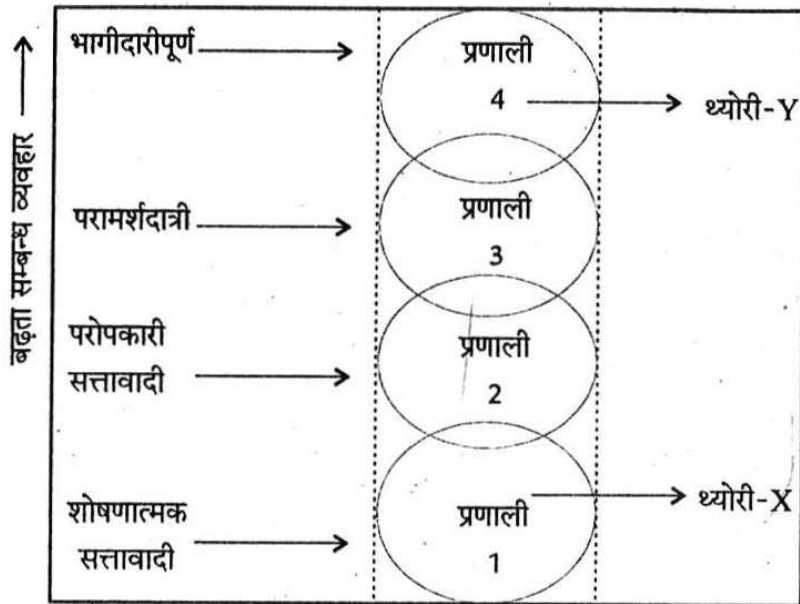 बढ़ता सम्बन्ध व्यवहार
भागीदारीपूर्ण
प्रणाली
4
थ्योरी-Y
परामर्शदात्री
प्रणाली
3
परोपकारी
सत्तावादी
प्रणाली
2
शोषणात्मक
सत्तावादी
प्रणाली
1
थ्योरी-X